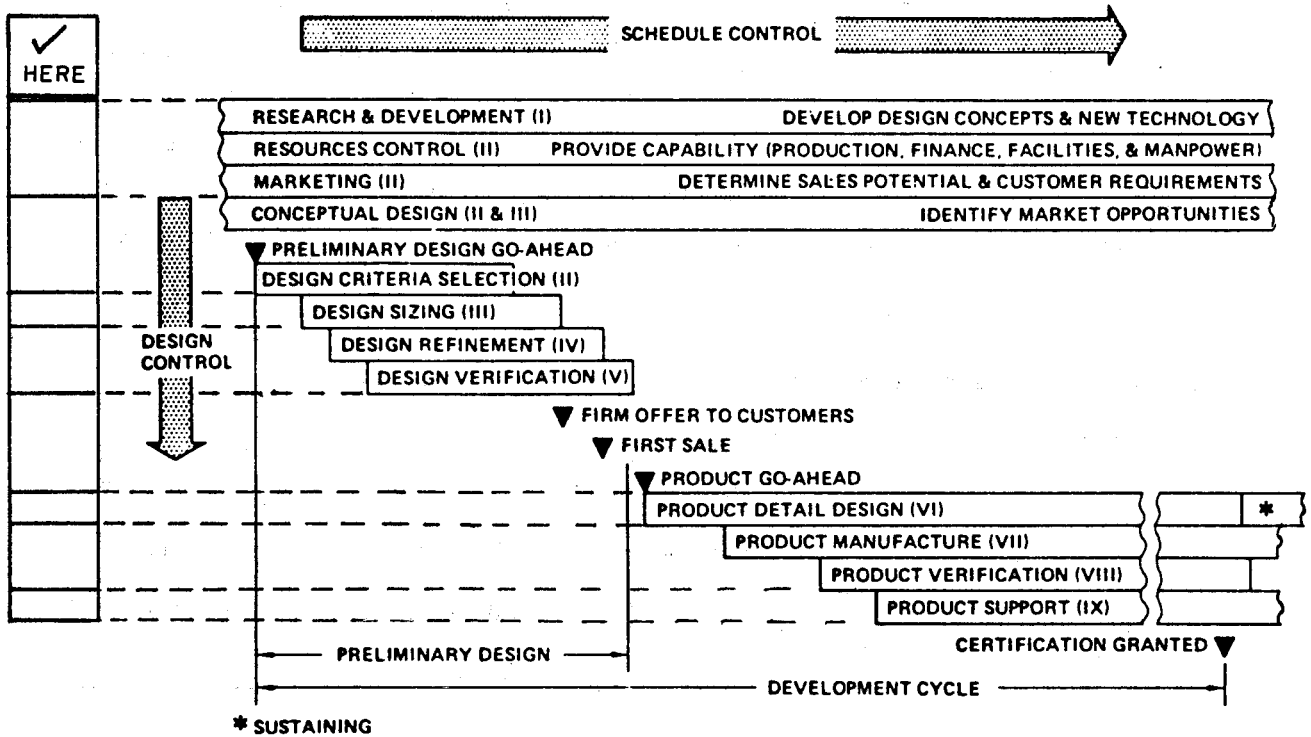 ✓
HERE
SCHEDULE CONTROL
RESEARCH & DEVELOPMENT (I) DEVELOP DESIGN CONCEPTS & NEW TECHNOLOGY
RESOURCES CONTROL (II) PROVIDE CAPABILITY (PRODUCTION, FINANCE, FACILITIES, & MANPOWER)
MARKETING (II) DETERMINE SALES POTENTIAL & CUSTOMER REQUIREMENTS
CONCEPTUAL DESIGN (II & III) IDENTIFY MARKET OPPORTUNITIES
PRELIMINARY DESIGN GO-AHEAD
DESIGN CRITERIA SELECTION (II)
DESIGN SIZING (III)
DESIGN REFINEMENT (IV)
DESIGN
CONTROL
DESIGN VERIFICATION (V)
FIRM OFFER TO CUSTOMERS
FIRST SALE
PRODUCT GO-AHEAD
PRODUCT DETAIL DESIGN (VI) *
PRODUCT MANUFACTURE (VII)
PRODUCT VERIFICATION (VIII)
PRODUCT SUPPORT (IX)
CERTIFICATION GRANTED
PRELIMINARY DESIGN
DEVELOPMENT CYCLE
* SUSTAINING